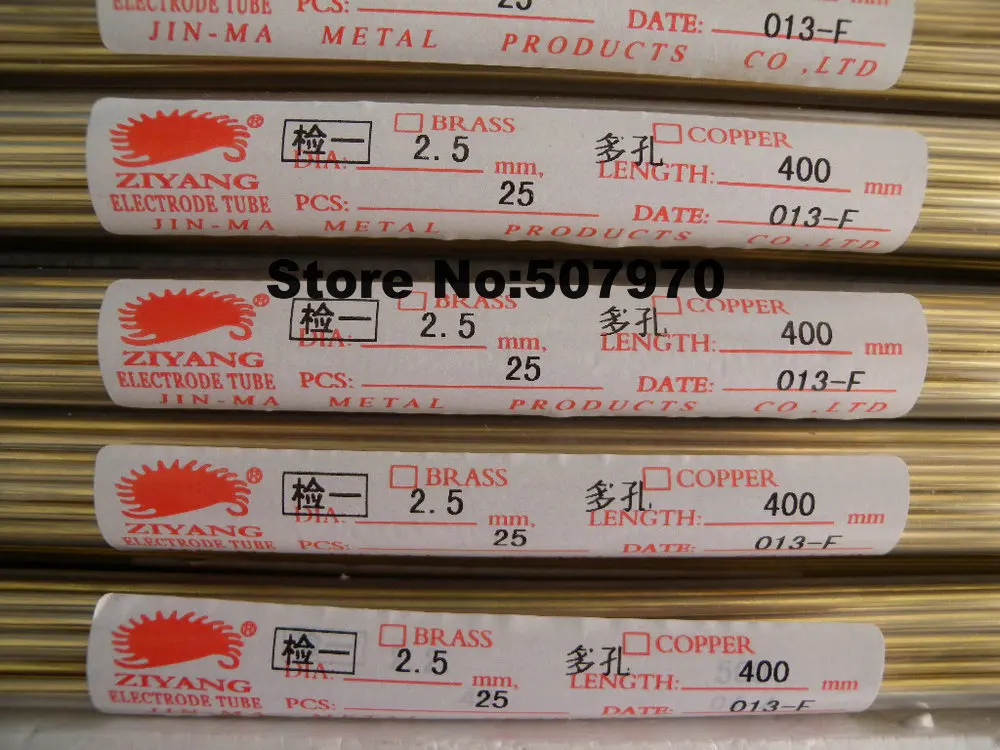 ELECTRODE TUBE PCS: 25 DATE: 013-F
JIN-MA METAL PRODUCTS CO.,LTD
® 检一 BRASS 多孔 COPPER
DIA: 2.5 mm, LENGTH: 400 mm
ZIYANG
ELECTRODE TUBE PCS: 25 DATE: 013-F
JIN-MA METAL PRODUCTS CO.,LTD
Store No:507970
® 检一 BRASS 多孔 COPPER
DIA: 2.5 mm, LENGTH: 400 mm
ZIYANG
ELECTRODE TUBE PCS: 25 DATE: 013-F
JIN-MA METAL PRODUCTS CO.,LTD
® 检一 BRASS 多孔 COPPER
DIA: 2.5 mm, LENGTH: 400 mm
ZIYANG
ELECTRODE TUBE PCS: 25 DATE: 013-F
® 检一 BRASS 多孔 COPPER
DIA: 2.5 mm, LENGTH: 400 mm
ZIYANG
ELECTRODE TUBE PCS: 25 DATE: 013-F